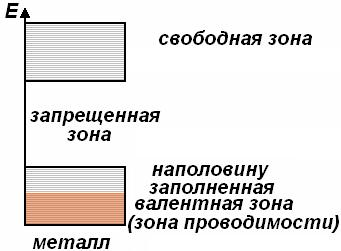 E
свободная зона
запрещенная
зона
наполовину
заполненная
валентная зона
(зона проводимости)
металл